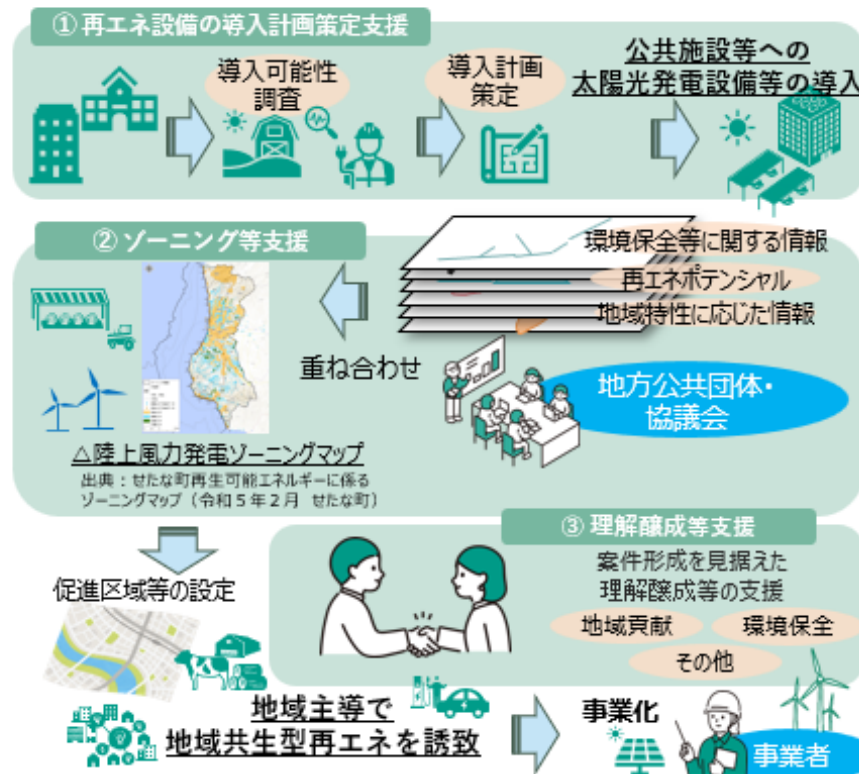 ① 再エネ設備の導入計画策定支援
導入可能性
調査
導入計画
策定
公共施設等への
太陽光発電設備等の導入
② ゾーニング等支援
環境保全等に関する情報
再エネポテンシャル
地域特性に応じた情報
重ね合わせ
地方公共団体・
協議会
△陸上風力発電ゾーニングマップ
出典：せたな町再生可能エネルギーに係る
ゾーニングマップ（令和５年２月 せたな町）
③ 理解醸成等支援
案件形成を見据えた
理解醸成等の支援
地域貢献
環境保全
その他
促進区域等の設定
地域主導で
地域共生型再エネを誘致
事業化
事業者